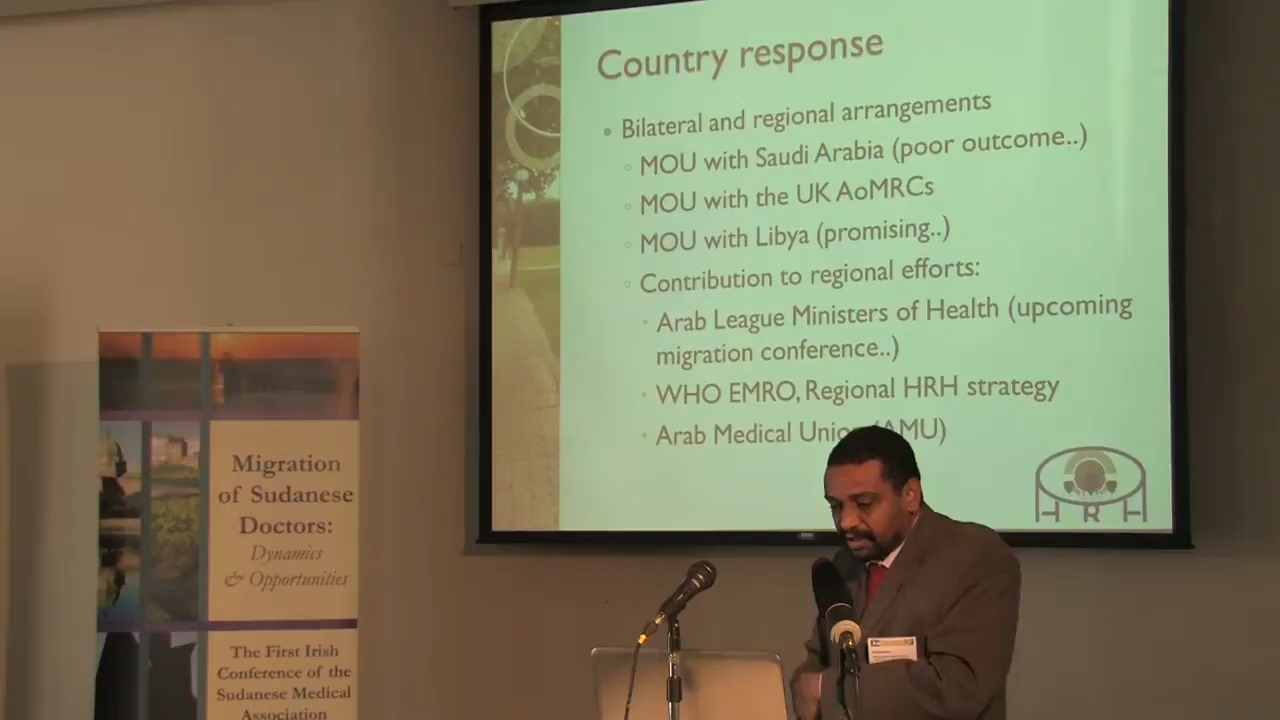 Country response
Bilateral and regional arrangements
MOU with Saudi Arabia (poor outcome..)
MOU with the UK AoMRCs
MOU with Libya (promising..)
Contribution to regional efforts:
Arab League Ministers of Health (upcoming
migration conference..)
WHO EMRO, Regional HRH strategy
Arab Medical Union (AMU)
HRH
Migration
of Sudanese
Doctors:
Dynamics
& Opportunities
The First Irish
Conference of the
Sudanese Medical
Association